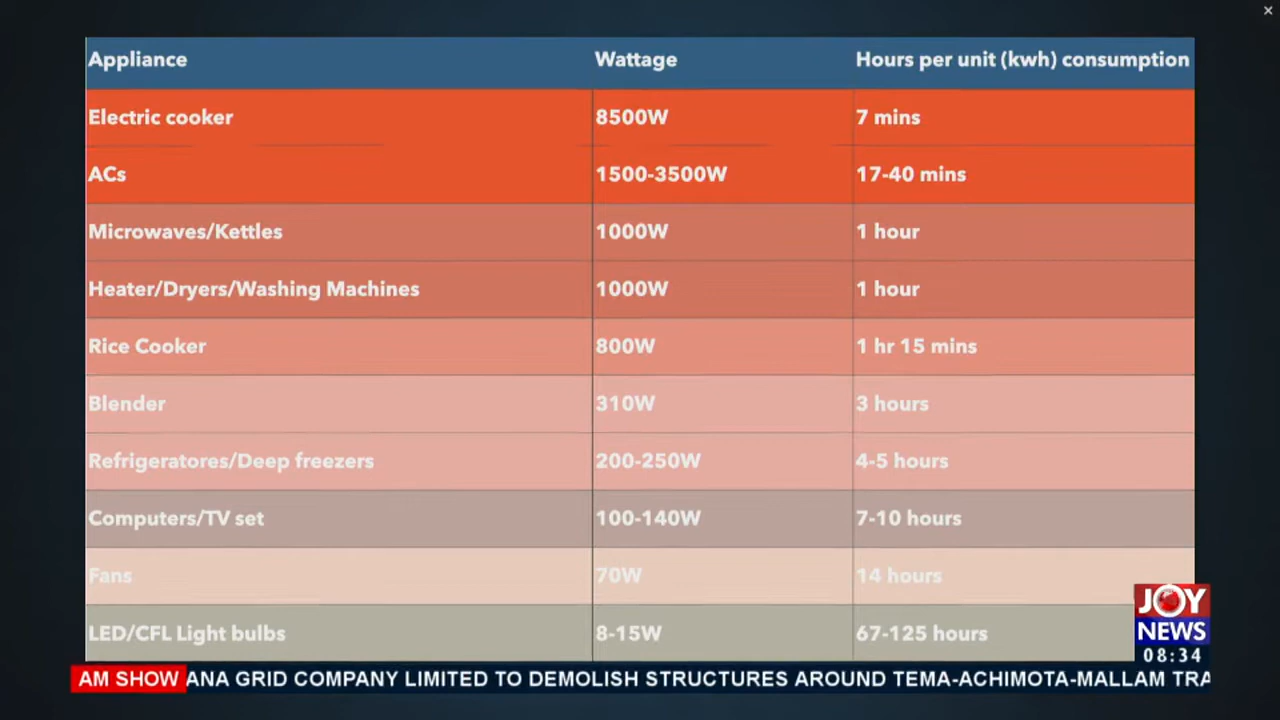 ×
Appliance Wattage Hours per unit (kwh) consumption
Electric cooker 8500W 7 mins
ACs 1500-3500W 17-40 mins
Microwaves/Kettles 1000W 1 hour
Heater/Dryers/Washing Machines 1000W 1 hour
Rice Cooker 800W 1 hr 15 mins
Blender 310W 3 hours
Refrigeratores/Deep freezers 200-250W 4-5 hours
Computers/TV set 100-140W 7-10 hours
Fans 70W 14 hours
LED/CFL Light bulbs 8-15W 67-125 hours
JOY
NEWS
08:34
AM SHOW ANA GRID COMPANY LIMITED TO DEMOLISH STRUCTURES AROUND TEMA-ACHIMOTA-MALLAM TRA